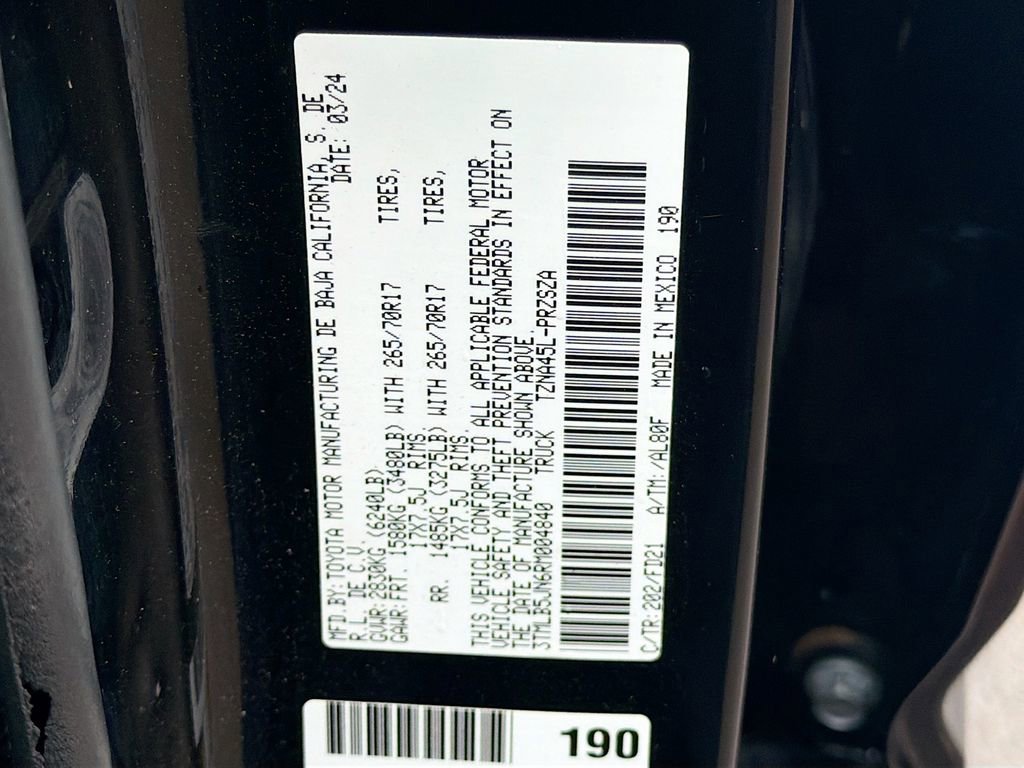 MFD.BY:TOYOTA MOTOR MANUFACTURING DE BAJA CALIFORNIA, S. DE
R.L. DE C.V. DATE: 03/24
GVWR:2830KG (6240LB)
GAWR:FRT. 1580KG (3480LB) WITH 265/70R17 TIRES,
17X7.5J RIMS
RR. 1485KG (3275LB) WITH 265/70R17 TIRES,
17X7.5J RIMS.
THIS VEHICLE CONFORMS TO ALL APPLICABLE FEDERAL MOTOR
VEHICLE SAFETY AND THEFT PREVENTION STANDARDS IN EFFECT ON
THE DATE OF MANUFACTURE SHOWN ABOVE.
3TMLB5JN6RM004840 TRUCK TZNA45L-PRZSZA
C/TR:202/FD21 A/TM:/AL80F MADE IN MEXICO 190
190